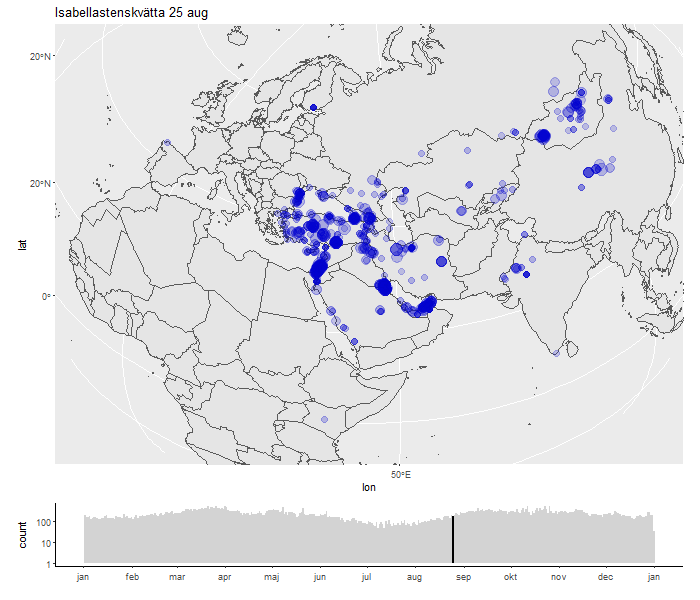 Isabellastenskvätta 25 aug
20°N
20°N
0°
lat
50°E
lon
count
100
10
1
jan feb mar apr maj jun jul aug sep okt nov dec jan